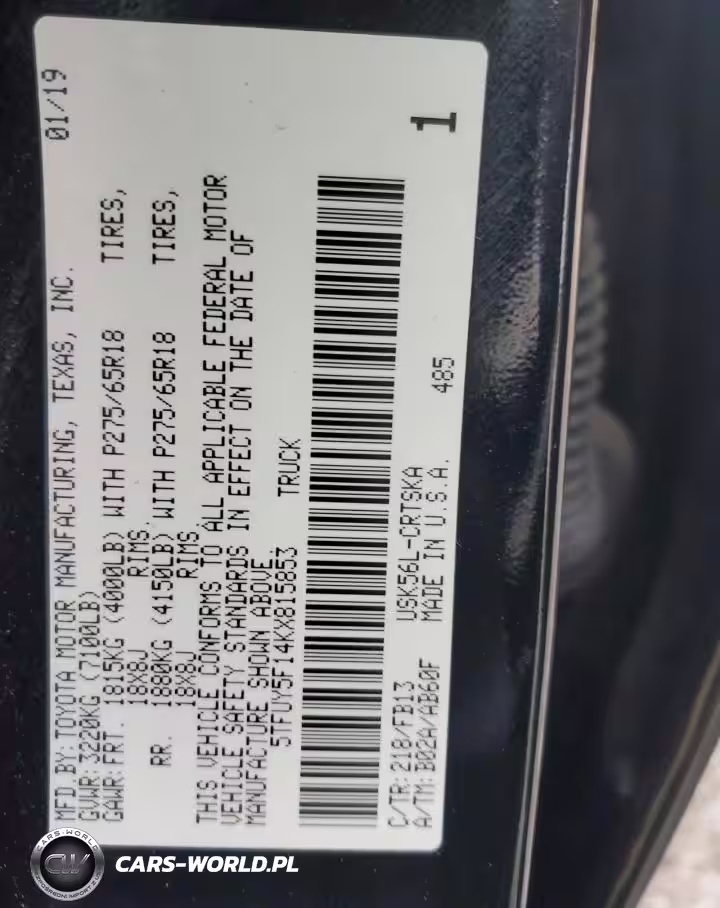 MFD BY: TOYOTA MOTOR MANUFACTURING, TEXAS, INC. 01/19
GVWR: 3220KG (7100LB)
GAWR: FRT. 1815KG (4000LB) WITH P275/65R18 TIRES,
18X8J RIMS,
RR. 1880KG (4150LB) WITH P275/65R18 TIRES,
18X8J RIMS
THIS VEHICLE CONFORMS TO ALL APPLICABLE FEDERAL MOTOR
VEHICLE SAFETY STANDARDS IN EFFECT ON THE DATE OF
MANUFACTURE SHOWN ABOVE.
5TFUY5F14KX815853 TRUCK
C/TR: 218/FB13 USK56L-CRTSKA 1
A/TM: B02A/AB60F MADE IN U.S.A. 485
CARS-WORLD
CW
CARS-WORLD.PL